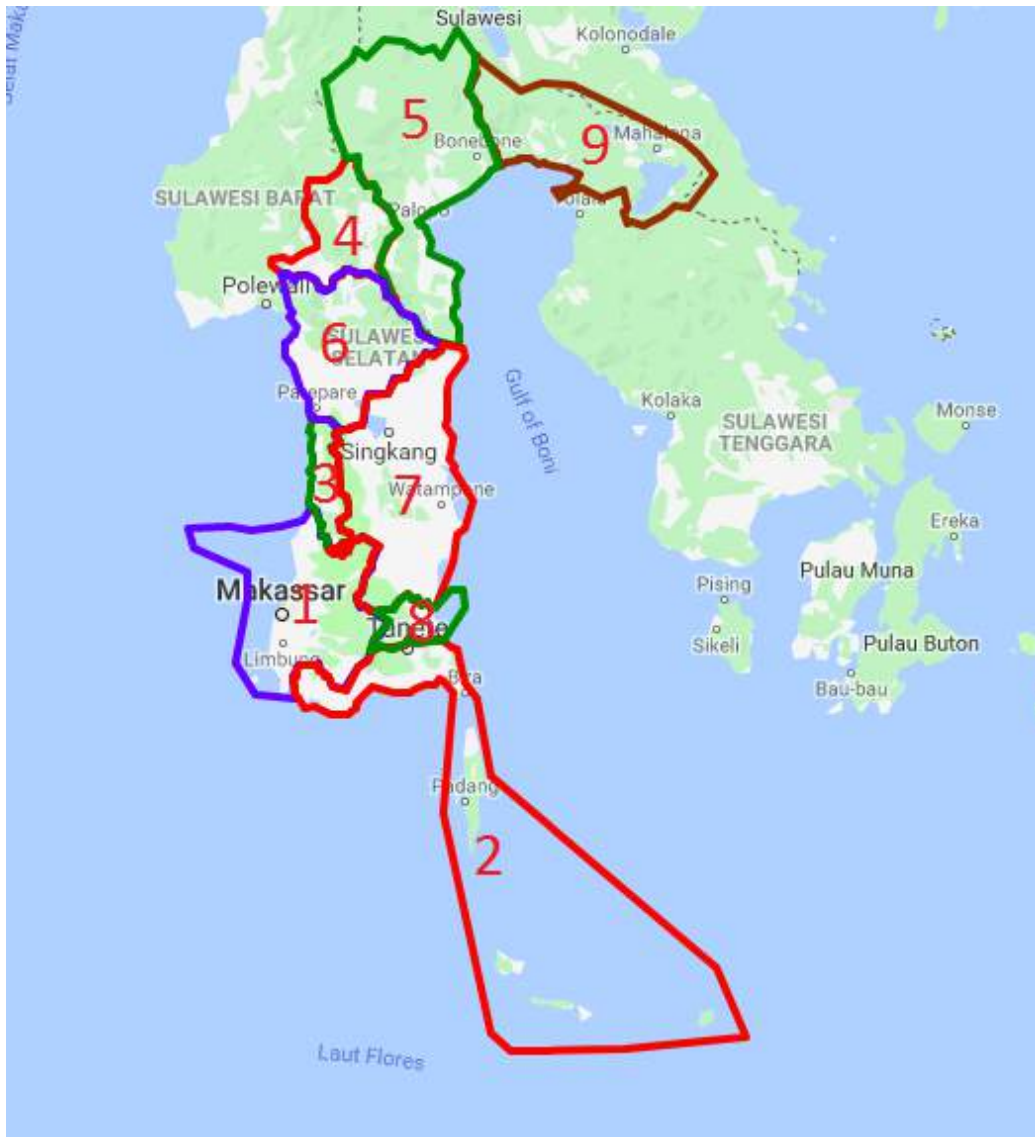 Sulawesi
Kolonodale
5
Bonebone
9
Mahalona
SULAWESI BARAT
Palopo
4
Polewali
6
SULAWESI
SELATAN
Parepare
Gulf of Boni
Kolaka
SULAWESI
TENGGARA
Monse
Singkang
3
7
Watampone
Ereka
Pulau Muna
Makassar
1
8
Pising
Tanete
Limbung
Sikeli
Pulau Buton
Bira
Bau-bau
Padang
2
Laut Flores